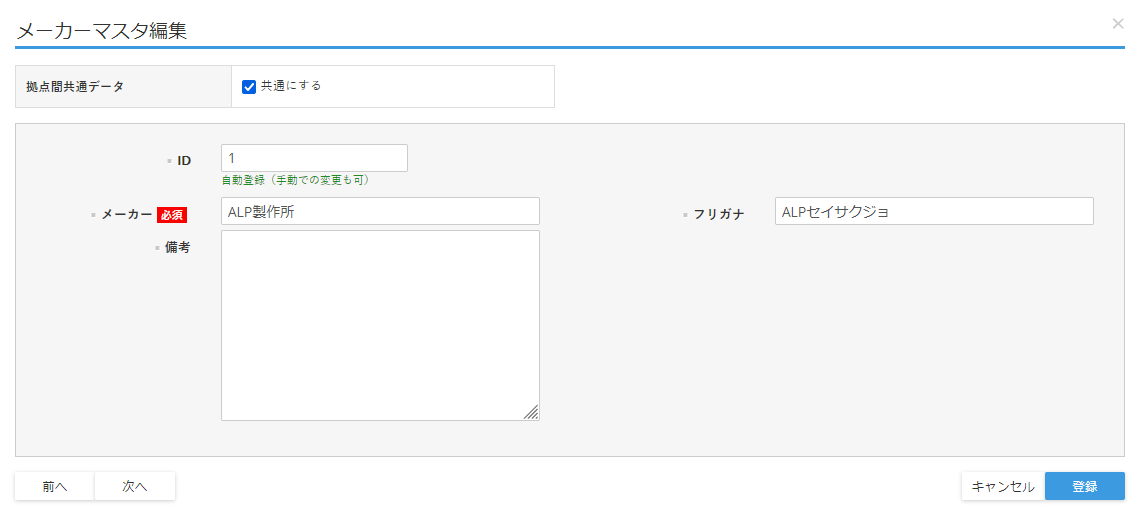 メーカーマスタ編集
×
拠点間共通データ
共通にする
ID
1
自動登録（手動での変更も可）
メーカー 必須
ALP製作所
フリガナ
ALPセイサクジョ
備考
前へ
次へ
キャンセル
登録